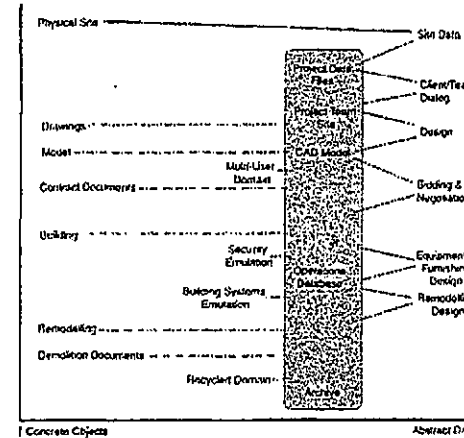 Physical Site
Site Data
Project Data
Files
Client/Tea
Dialog
Project Team
Drawings
Design
Model
CAD Model
Multi-User
Domain
Contract Documents
Bidding &
Negotiation
Building
Security
Emulation
Equipment
Furnishin
Design
Operations
Database
Building Systems
Emulation
Remodelin
Design
Remodelling
Demolition Documents
Recycled Domain
Archive
Concrete Objects
Abstract D